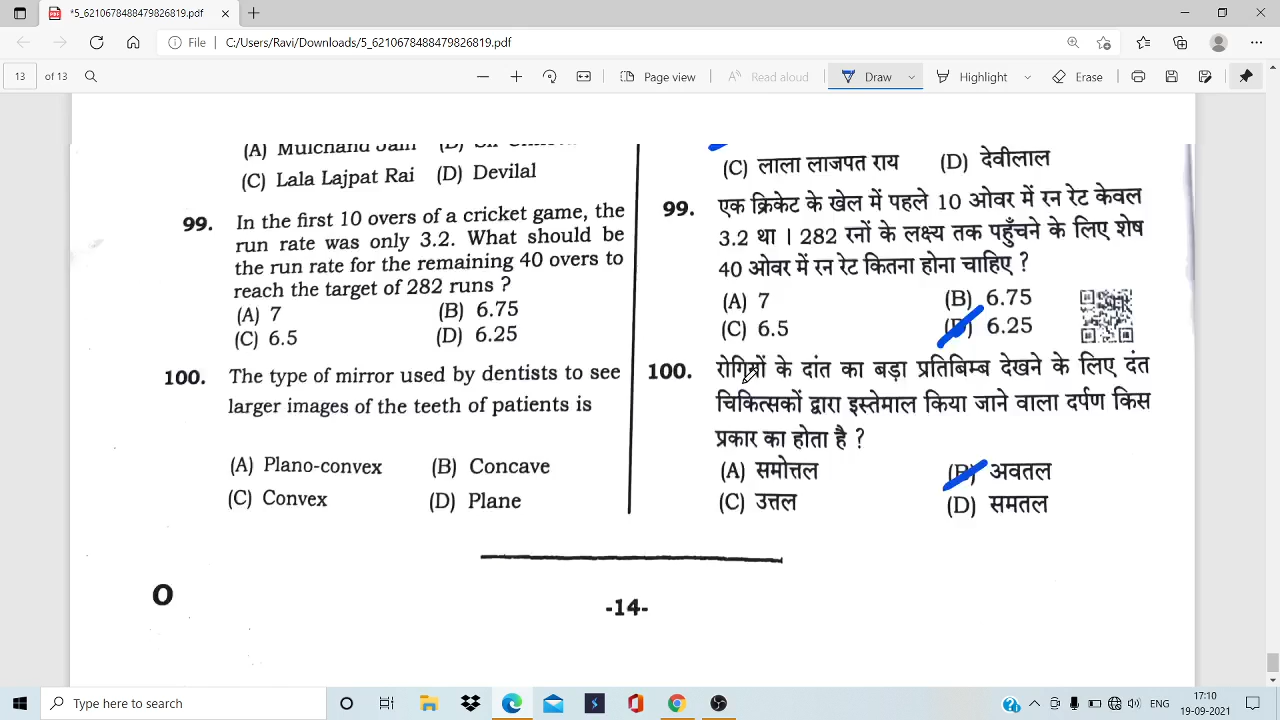 *5_6210678488479826819.pdf
File C:/Users/Ravi/Downloads/5_6210678488479826819.pdf
13 of 13 Page view Read aloud Draw Highlight Erase
(A) Mulchand Jain
(C) Lala Lajpat Rai (D) Devilal
99. In the first 10 overs of a cricket game, the
run rate was only 3.2. What should be
the run rate for the remaining 40 overs to
reach the target of 282 runs ?
(A) 7 (B) 6.75
(C) 6.5 (D) 6.25
100. The type of mirror used by dentists to see
larger images of the teeth of patients is
(A) Plano-convex (B) Concave
(C) Convex (D) Plane
(C) लाला लाजपत राय (D) देवीलाल
99. एक क्रिकेट के खेल में पहले 10 ओवर में रन रेट केवल
3.2 था । 282 रनों के लक्ष्य तक पहुँचने के लिए शेष
40 ओवर में रन रेट कितना होना चाहिए ?
(A) 7 (B) 6.75
(C) 6.5 (D) 6.25
100. रोगियों के दांत का बड़ा प्रतिबिम्ब देखने के लिए दंत
चिकित्सकों द्वारा इस्तेमाल किया जाने वाला दर्पण किस
प्रकार का होता है ?
(A) समोत्तल (B) अवतल
(C) उत्तल (D) समतल
O
-14-
Type here to search
ENG 17:10
19-09-2021